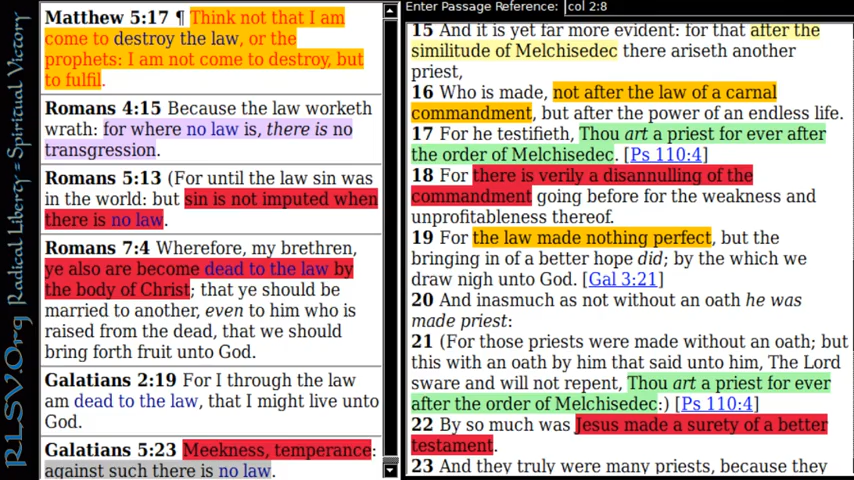 RLSV.Org Radical Liberty = Spiritual Victory
Matthew 5:17 ¶ Think not that I am
come to destroy the law, or the
prophets: I am not come to destroy, but
to fulfil.
Romans 4:15 Because the law worketh
wrath: for where no law is, there is no
transgression.
Romans 5:13 (For until the law sin was
in the world: but sin is not imputed when
there is no law.
Romans 7:4 Wherefore, my brethren,
ye also are become dead to the law by
the body of Christ; that ye should be
married to another, even to him who is
raised from the dead, that we should
bring forth fruit unto God.
Galatians 2:19 For I through the law
am dead to the law, that I might live unto
God.
Galatians 5:23 Meekness, temperance:
against such there is no law.
Enter Passage Reference: col 2:8
15 And it is yet far more evident: for that after the
similitude of Melchisedec there ariseth another
priest,
16 Who is made, not after the law of a carnal
commandment, but after the power of an endless life.
17 For he testifieth, Thou art a priest for ever after
the order of Melchisedec. [Ps 110:4]
18 For there is verily a disannulling of the
commandment going before for the weakness and
unprofitableness thereof.
19 For the law made nothing perfect, but the
bringing in of a better hope did; by the which we
draw nigh unto God. [Gal 3:21]
20 And inasmuch as not without an oath he was
made priest:
21 (For those priests were made without an oath; but
this with an oath by him that said unto him, The Lord
sware and will not repent, Thou art a priest for ever
after the order of Melchisedec:) [Ps 110:4]
22 By so much was Jesus made a surety of a better
testament.
23 And they truly were many priests, because they